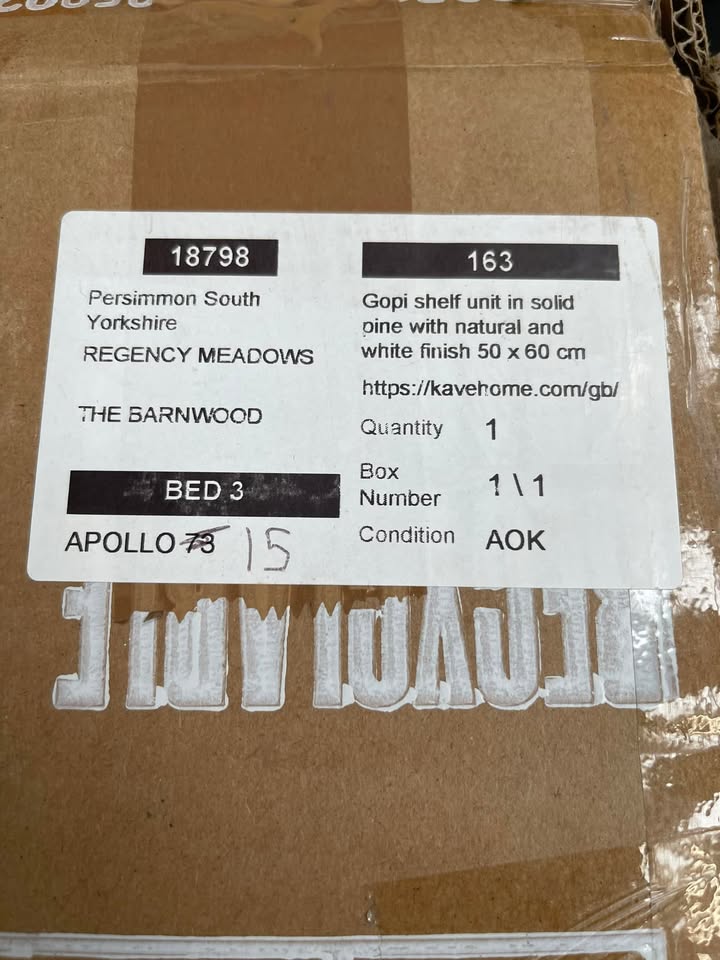 18798
Persimmon South
Yorkshire
REGENCY MEADOWS
THE BARNWOOD
BED 3
APOLLO 73 15
163
Gopi shelf unit in solid
pine with natural and
white finish 50 x 60 cm
https://kavehome.com/gb/
Quantity 1
Box
Number 1 \ 1
Condition AOK